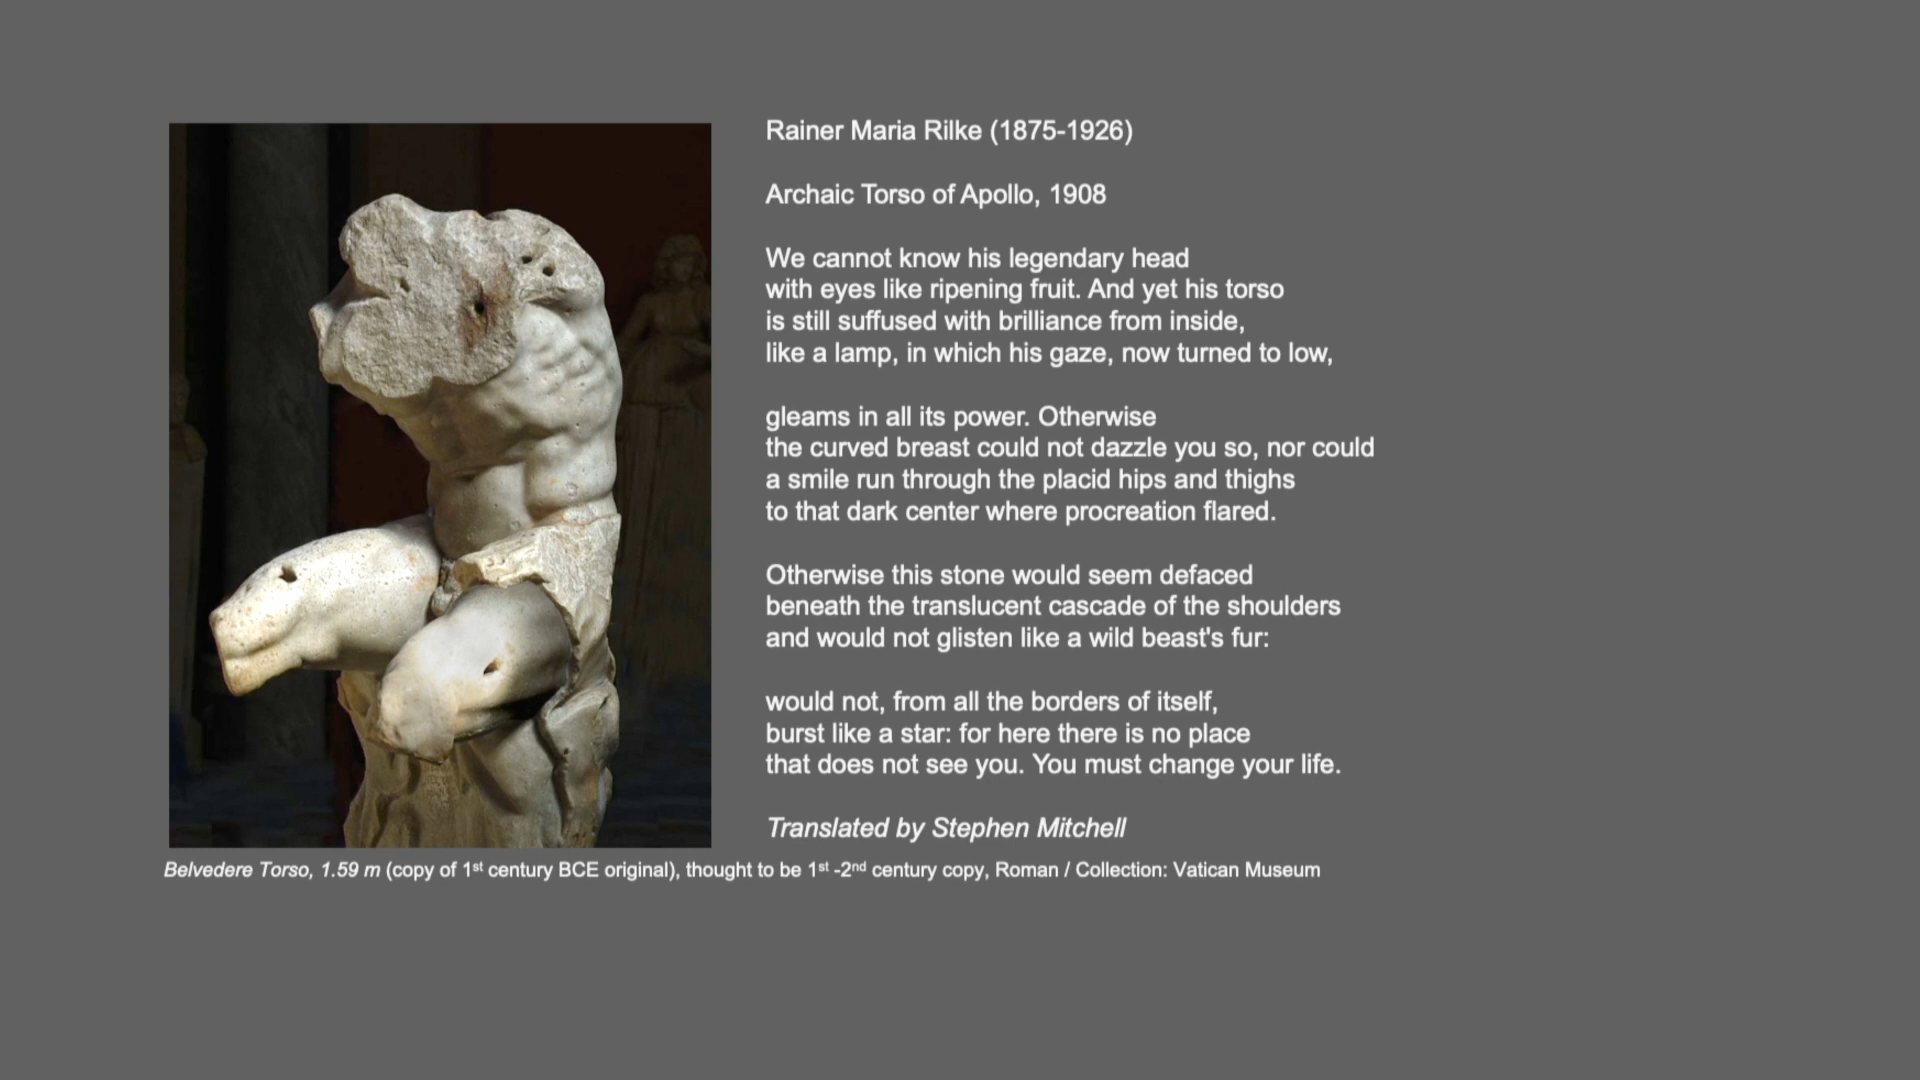 Rainer Maria Rilke (1875-1926)
Archaic Torso of Apollo, 1908
We cannot know his legendary head
with eyes like ripening fruit. And yet his torso
is still suffused with brilliance from inside,
like a lamp, in which his gaze, now turned to low,
gleams in all its power. Otherwise
the curved breast could not dazzle you so, nor could
a smile run through the placid hips and thighs
to that dark center where procreation flared.
Otherwise this stone would seem defaced
beneath the translucent cascade of the shoulders
and would not glisten like a wild beast's fur:
would not, from all the borders of itself,
burst like a star: for here there is no place
that does not see you. You must change your life.
Translated by Stephen Mitchell
Belvedere Torso, 1.59 m (copy of 1st century BCE original), thought to be 1st -2nd century copy, Roman / Collection: Vatican Museum